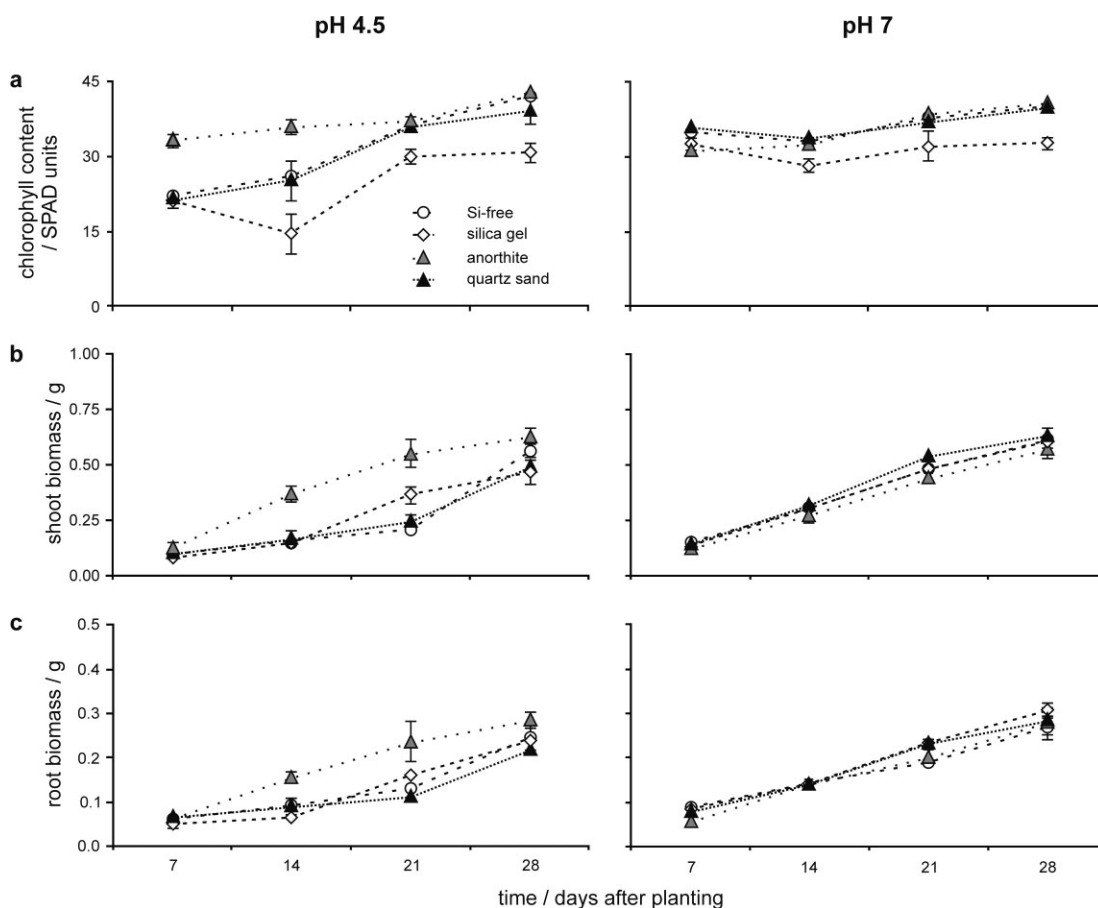 pH 4.5
pH 7
a
chlorophyll content
/ SPAD units
45
30
15
0
Si-free
silica gel
anorthite
quartz sand
b
shoot biomass / g
1.00
0.75
0.50
0.25
0.00
c
root biomass / g
0.5
0.4
0.3
0.2
0.1
0.0
7
14
21
28
7
14
21
28
time / days after planting